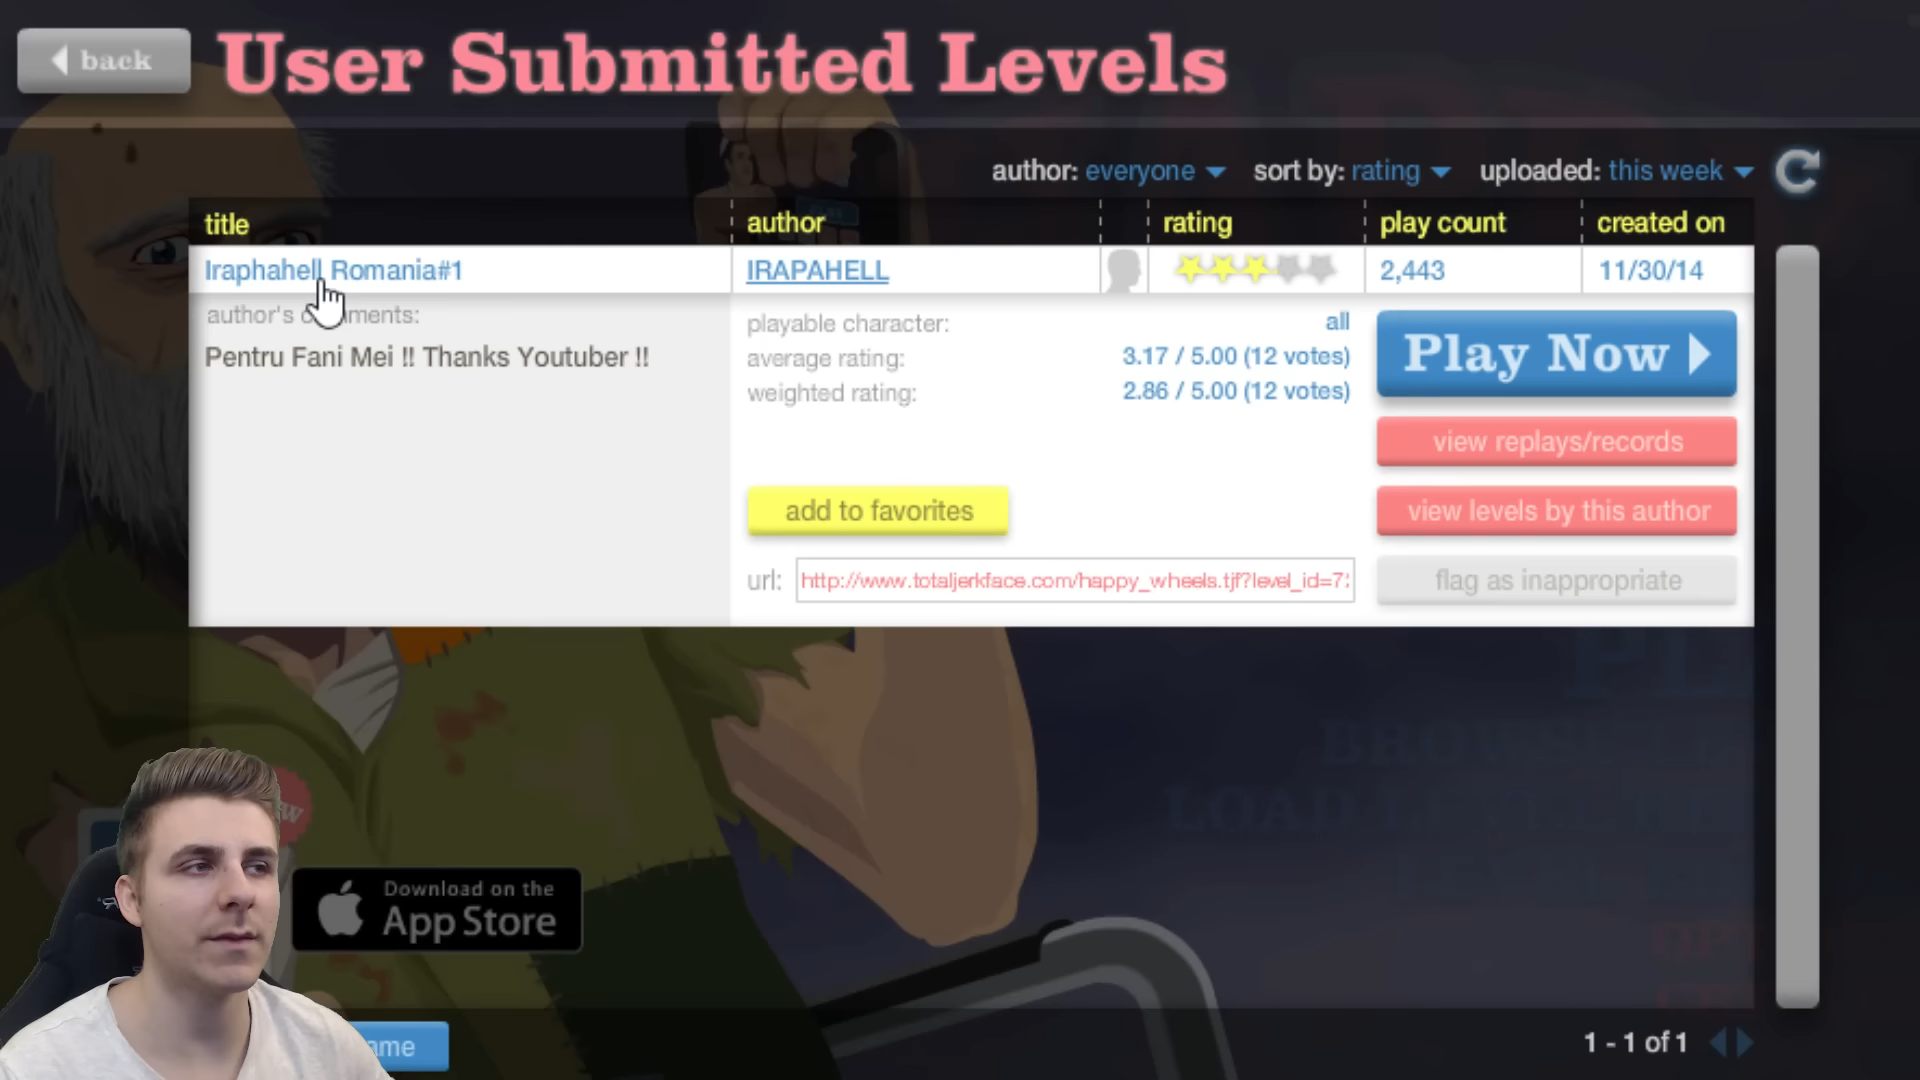 back
User Submitted Levels
author: everyone sort by: rating uploaded: this week
title author rating play count created on
Iraphahell Romania#1 IRAPAHELL 2,443 11/30/14
author's comments:
Pentru Fani Mei !! Thanks Youtuber !!
playable character: all
average rating: 3.17 / 5.00 (12 votes)
weighted rating: 2.86 / 5.00 (12 votes)
Play Now
view replays/records
add to favorites
view levels by this author
url: http://www.totaljerkface.com/happy_wheels.tjf?level_id=7
flag as inappropriate
BROWSE
LOAD
Download on the
App Store
ame
1 - 1 of 1